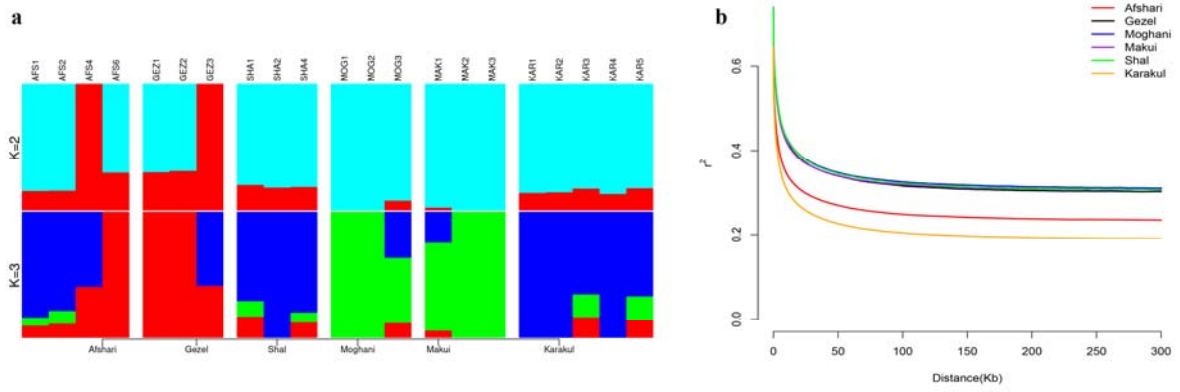 a
AFS1 AFS2 AFS4 AFS6 GEZ1 GEZ2 GEZ3 SHA1 SHA2 SHA4 MOG1 MOG2 MOG3 MAK1 MAK2 MAK3 KAR1 KAR2 KAR3 KAR4 KAR5
K=2
K=3
Afshari Gezel Shal Moghani Makui Karakul
b
Afshari
Gezel
Moghani
Makui
Shal
Karakul
r²
0.6
0.4
0.2
0.0
0 50 100 150 200 250 300
Distance(Kb)